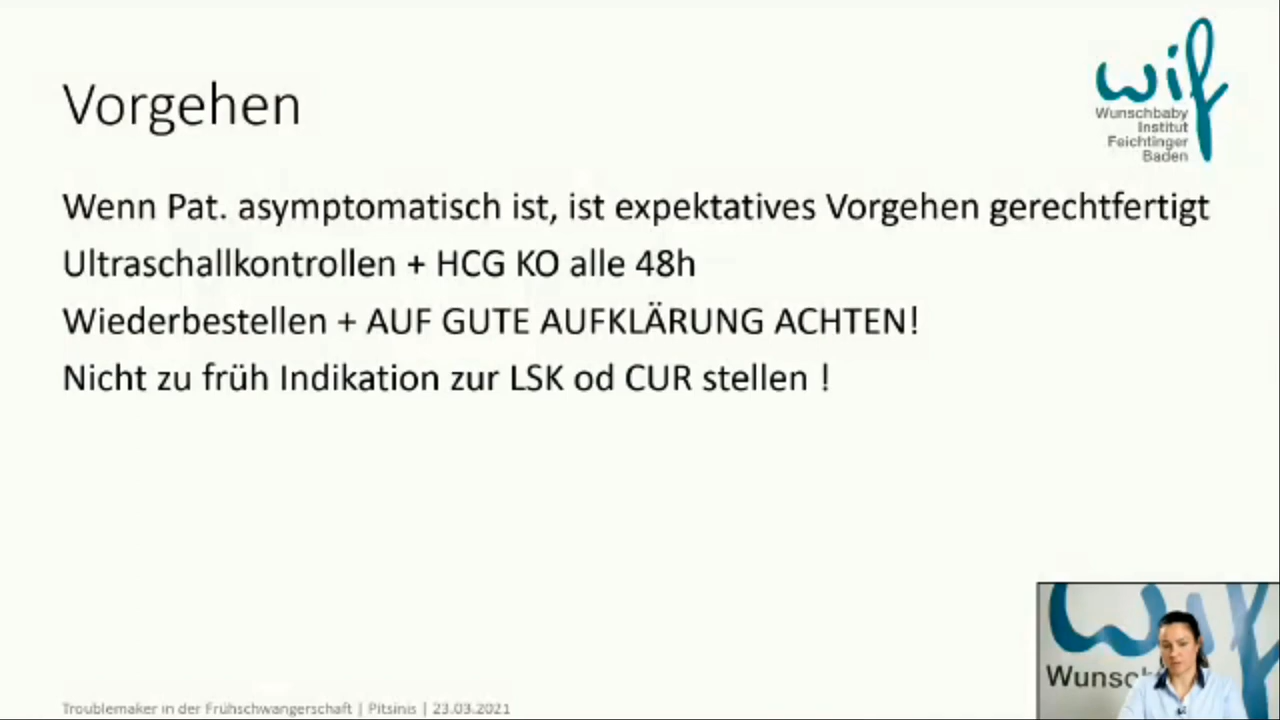 Vorgehen
wif
Wunschbaby
Institut
Feichtinger
Baden
Wenn Pat. asymptomatisch ist, ist expektatives Vorgehen gerechtfertigt
Ultraschallkontrollen + HCG KO alle 48h
Wiederbestellen + AUF GUTE AUFKLÄRUNG ACHTEN!
Nicht zu früh Indikation zur LSK od CUR stellen !
Troublemaker in der Frühschwangerschaft | Pitsinis | 23.03.2021